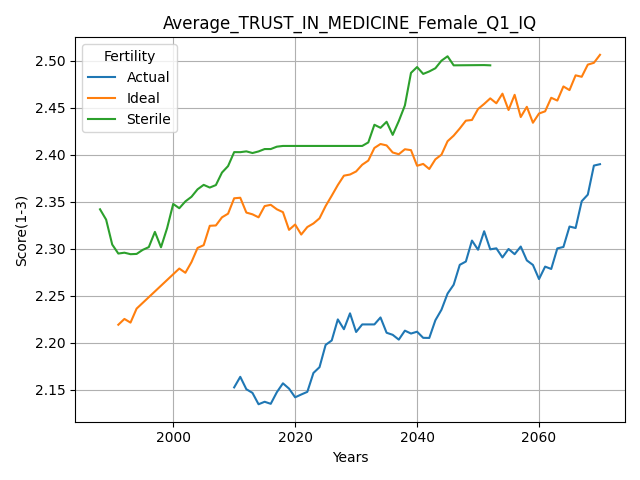 Average_TRUST_IN_MEDICINE_Female_Q1_IQ
Fertility
Actual
Ideal
Sterile
Score(1-3)
2.50
2.45
2.40
2.35
2.30
2.25
2.20
2.15
2000
2020
2040
2060
Years